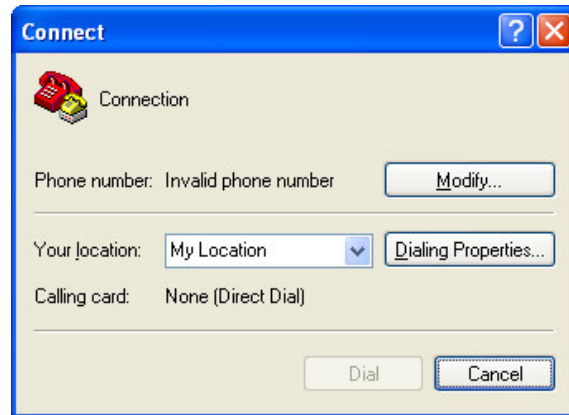 Connect
Connection
Phone number: Invalid phone number Modify...
Your location: My Location Dialing Properties...
Calling card: None (Direct Dial)
Dial Cancel